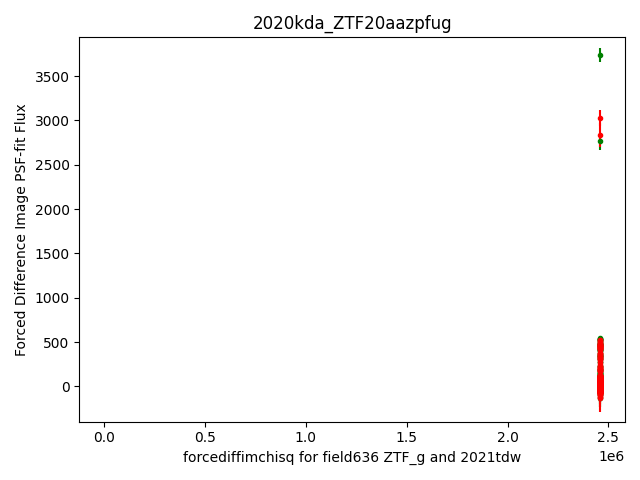 2020kda_ZTF20aazpfug
Forced Difference Image PSF-fit Flux
3500
3000
2500
2000
1500
1000
500
0
0.0 0.5 1.0 1.5 2.0 2.5
1e6
forcediffimchisq for field636 ZTF_g and 2021tdw